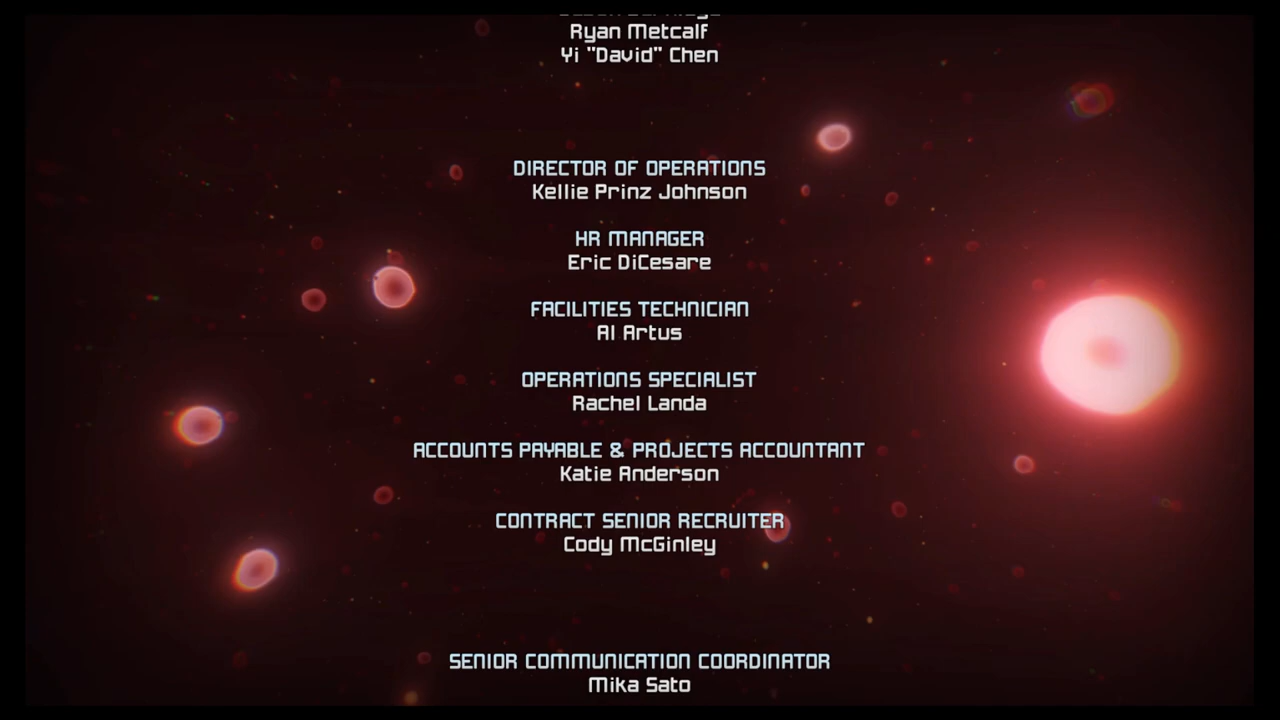 Ryan Metcalf
Yi "David" Chen
DIRECTOR OF OPERATIONS
Kellie Prinz Johnson
HR MANAGER
Eric DiCesare
FACILITIES TECHNICIAN
Al Artus
OPERATIONS SPECIALIST
Rachel Landa
ACCOUNTS PAYABLE & PROJECTS ACCOUNTANT
Katie Anderson
CONTRACT SENIOR RECRUITER
Cody McGinley
SENIOR COMMUNICATION COORDINATOR
Mika Sato